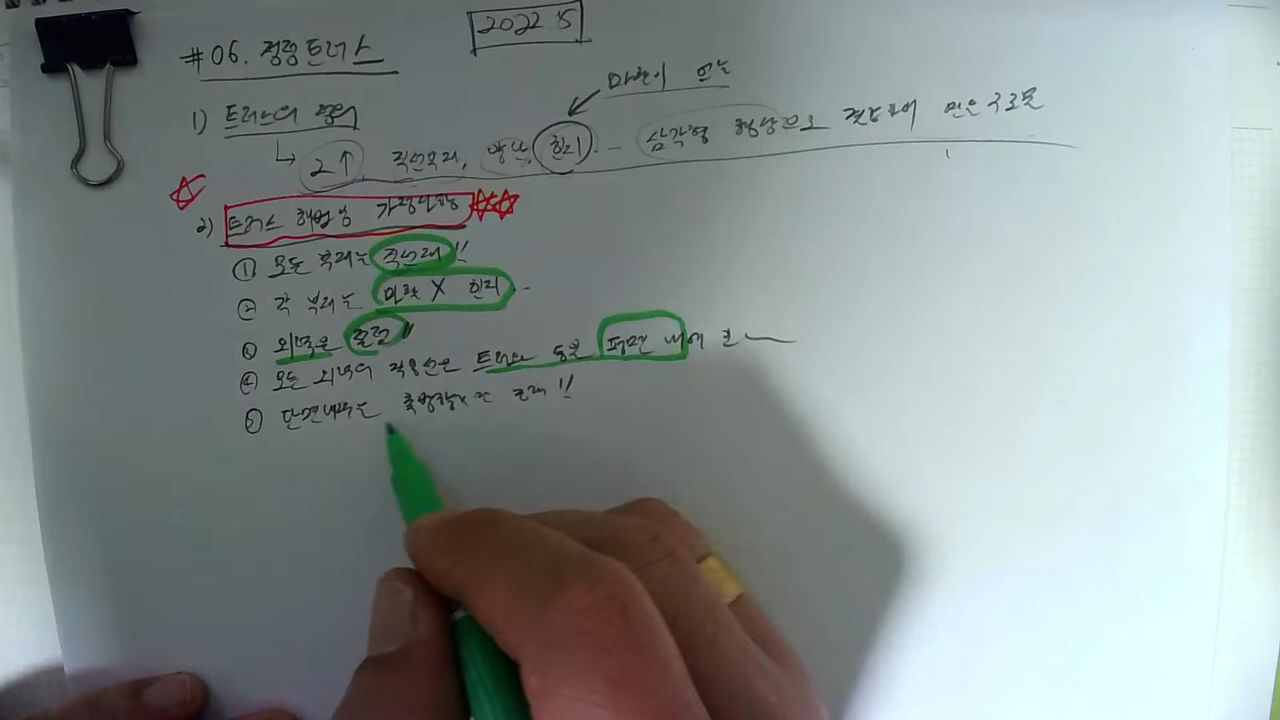 2022.5
#06. 정정트러스
마찰이 없는
1) 트러스의 정의
2↑ 직선부재, 양단 힌지 삼각형 형상으로 결합하여 만든 구조물
2) 트러스 해법상 가정사항
① 모든 부재는 직선재!!
② 각 부재는 마찰X 힌지
③ 외력은 절점
④ 모든 외력의 작용선은 트러스와 동일 평면 내에 존
⑤ 단면내력은 축방향력만 존재!!